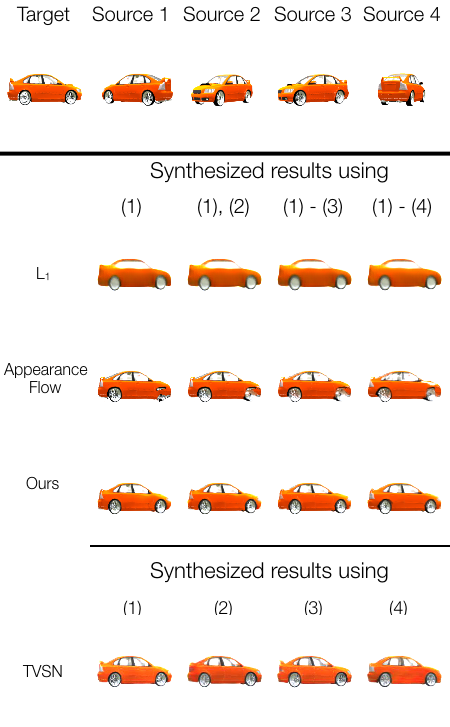 Target Source 1 Source 2 Source 3 Source 4
Synthesized results using
(1) (1), (2) (1) - (3) (1) - (4)
L₁
Appearance
Flow
Ours
Synthesized results using
(1) (2) (3) (4)
TVSN